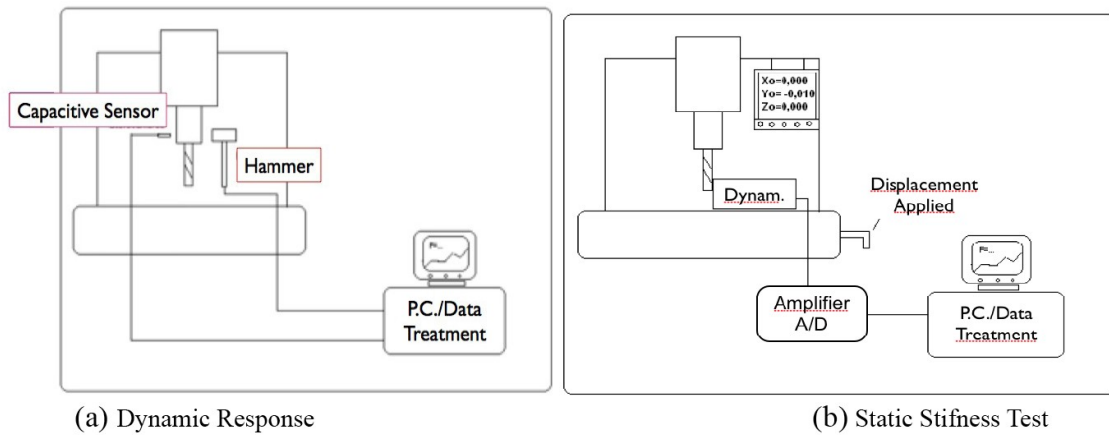 Capacitive Sensor
Hammer
P.C./Data
Treatment
(a) Dynamic Response
Xo=0,000
Yo= -0,010
Zo=0,000
Dynam.
Displacement
Applied
Amplifier
A/D
P.C./Data
Treatment
(b) Static Stifness Test